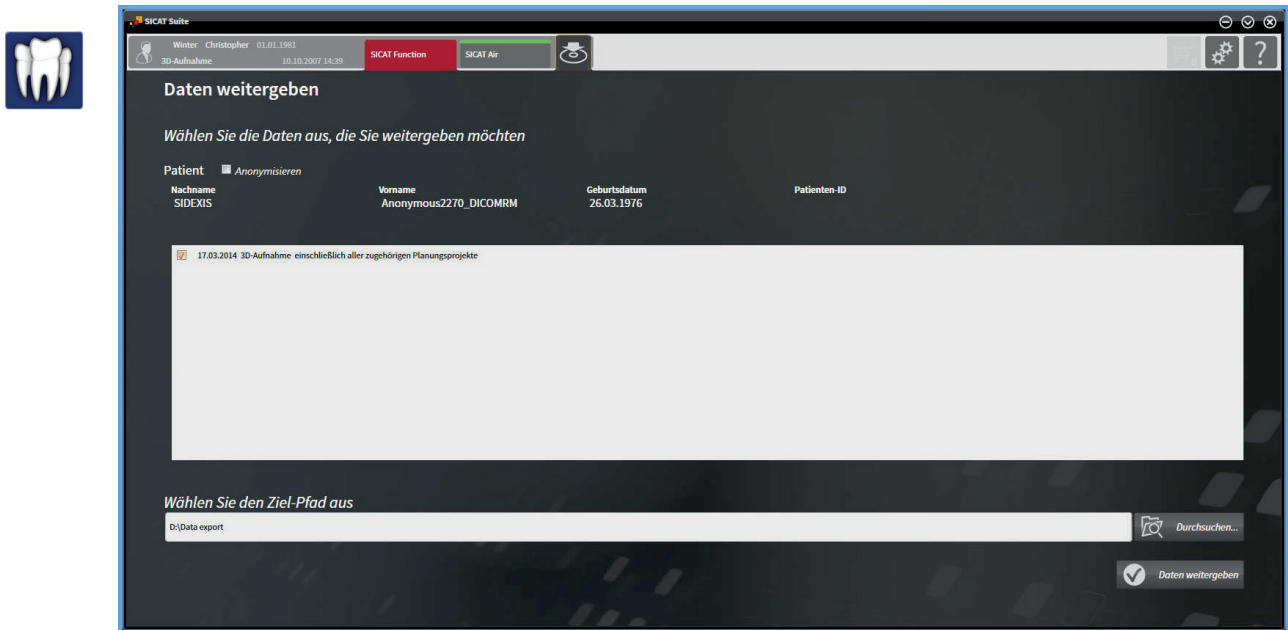 SICAT Suite
Winter Christopher 01.01.1981
3D-Aufnahme 10.10.2007 14:39
SICAT Function
SICAT Air
?
Daten weitergeben
Wählen Sie die Daten aus, die Sie weitergeben möchten
Patient Anonymisieren
Nachname Vorname Geburtsdatum Patienten-ID
SIDEXIS Anonymous2270_DICOMRM 26.03.1976
17.03.2014 3D-Aufnahme einschließlich aller zugehörigen Planungsprojekte
Wählen Sie den Ziel-Pfad aus
D:\Data export
Durchsuchen...
Daten weitergeben